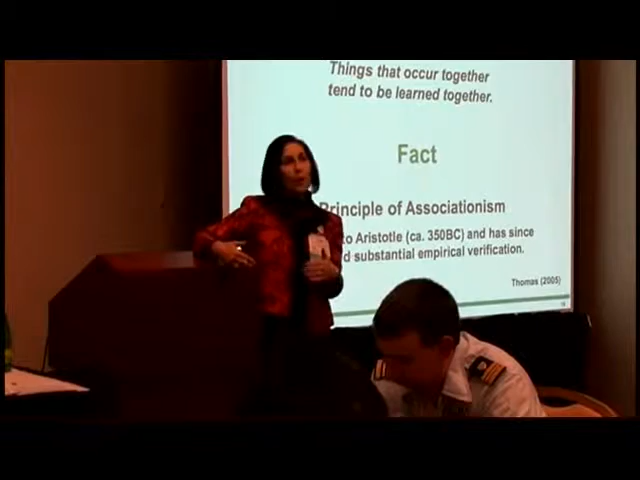 Things that occur together
tend to be learned together.
Fact
Principle of Associationism
to Aristotle (ca. 350BC) and has since
substantial empirical verification.
Thomas (2005)